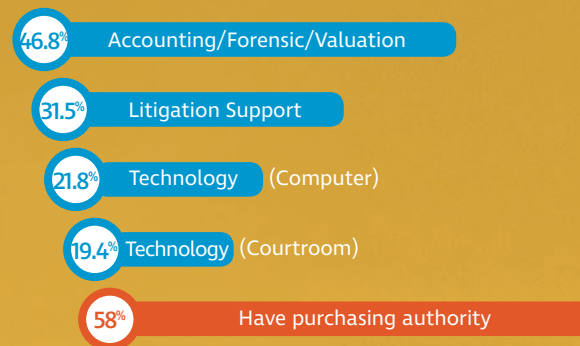 46.8% Accounting/Forensic/Valuation
31.5% Litigation Support
21.8% Technology (Computer)
19.4% Technology (Courtroom)
58% Have purchasing authority